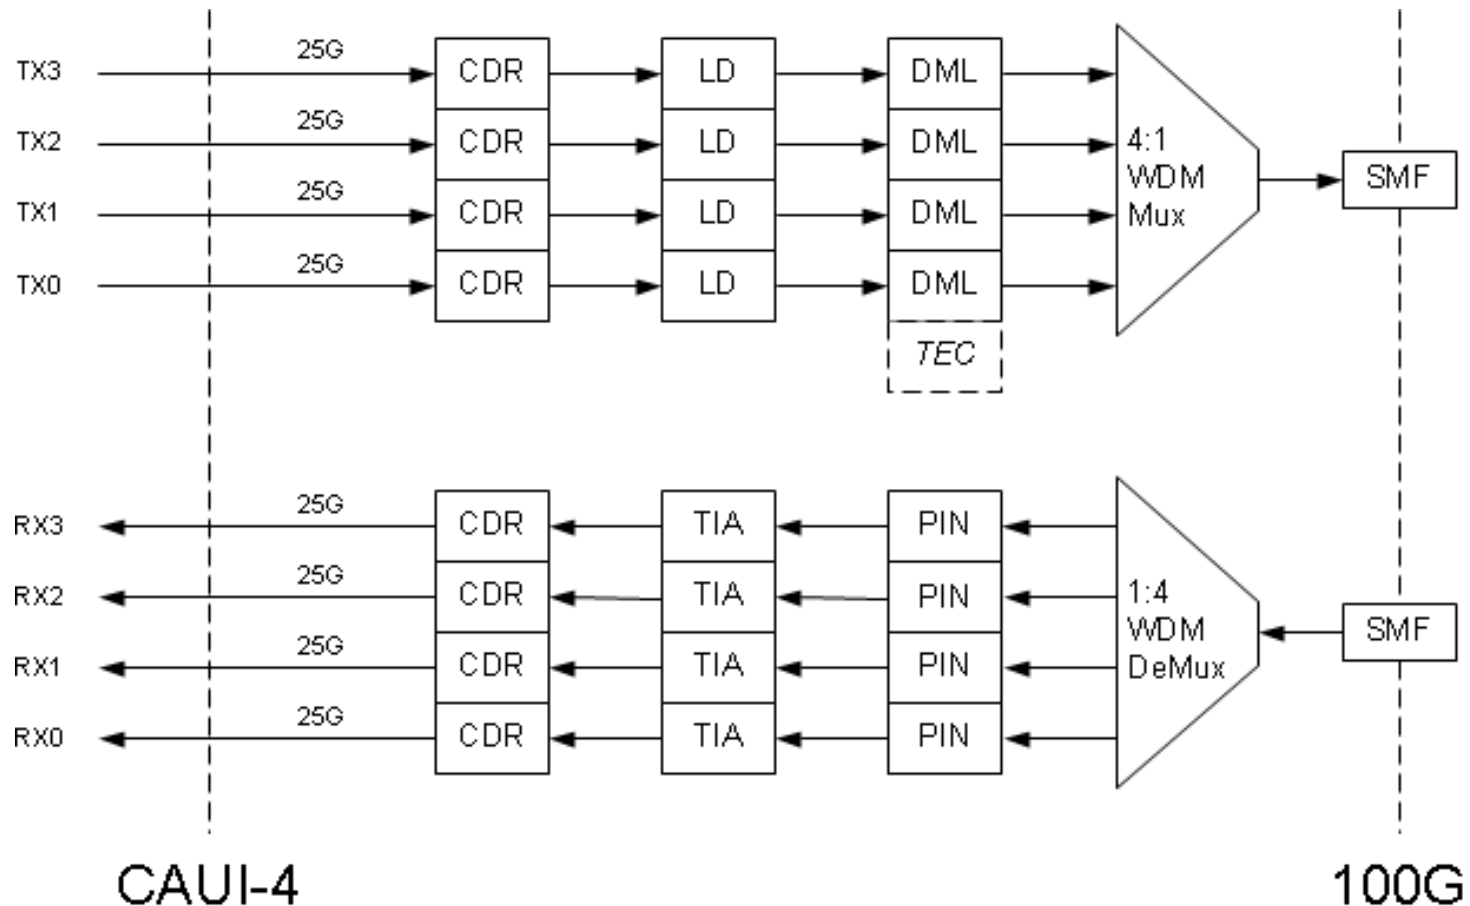 TX3 25G CDR LD DML
TX2 25G CDR LD DML 4:1
WDM SMF
TX1 25G CDR LD DML Mux
TX0 25G CDR LD DML
TEC
RX3 25G CDR TIA PIN
RX2 25G CDR TIA PIN 1:4
WDM SMF
RX1 25G CDR TIA PIN DeMux
RX0 25G CDR TIA PIN
CAUI-4 100G